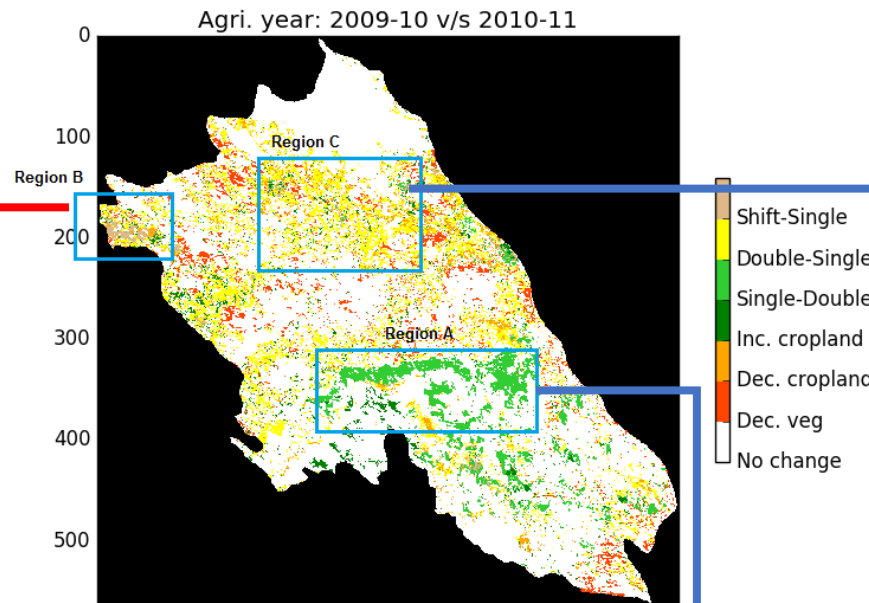 Agri. year: 2009-10 v/s 2010-11
0
100
200
300
400
500
Region C
Region B
Region A
Shift-Single
Double-Single
Single-Double
Inc. cropland
Dec. cropland
Dec. veg
No change